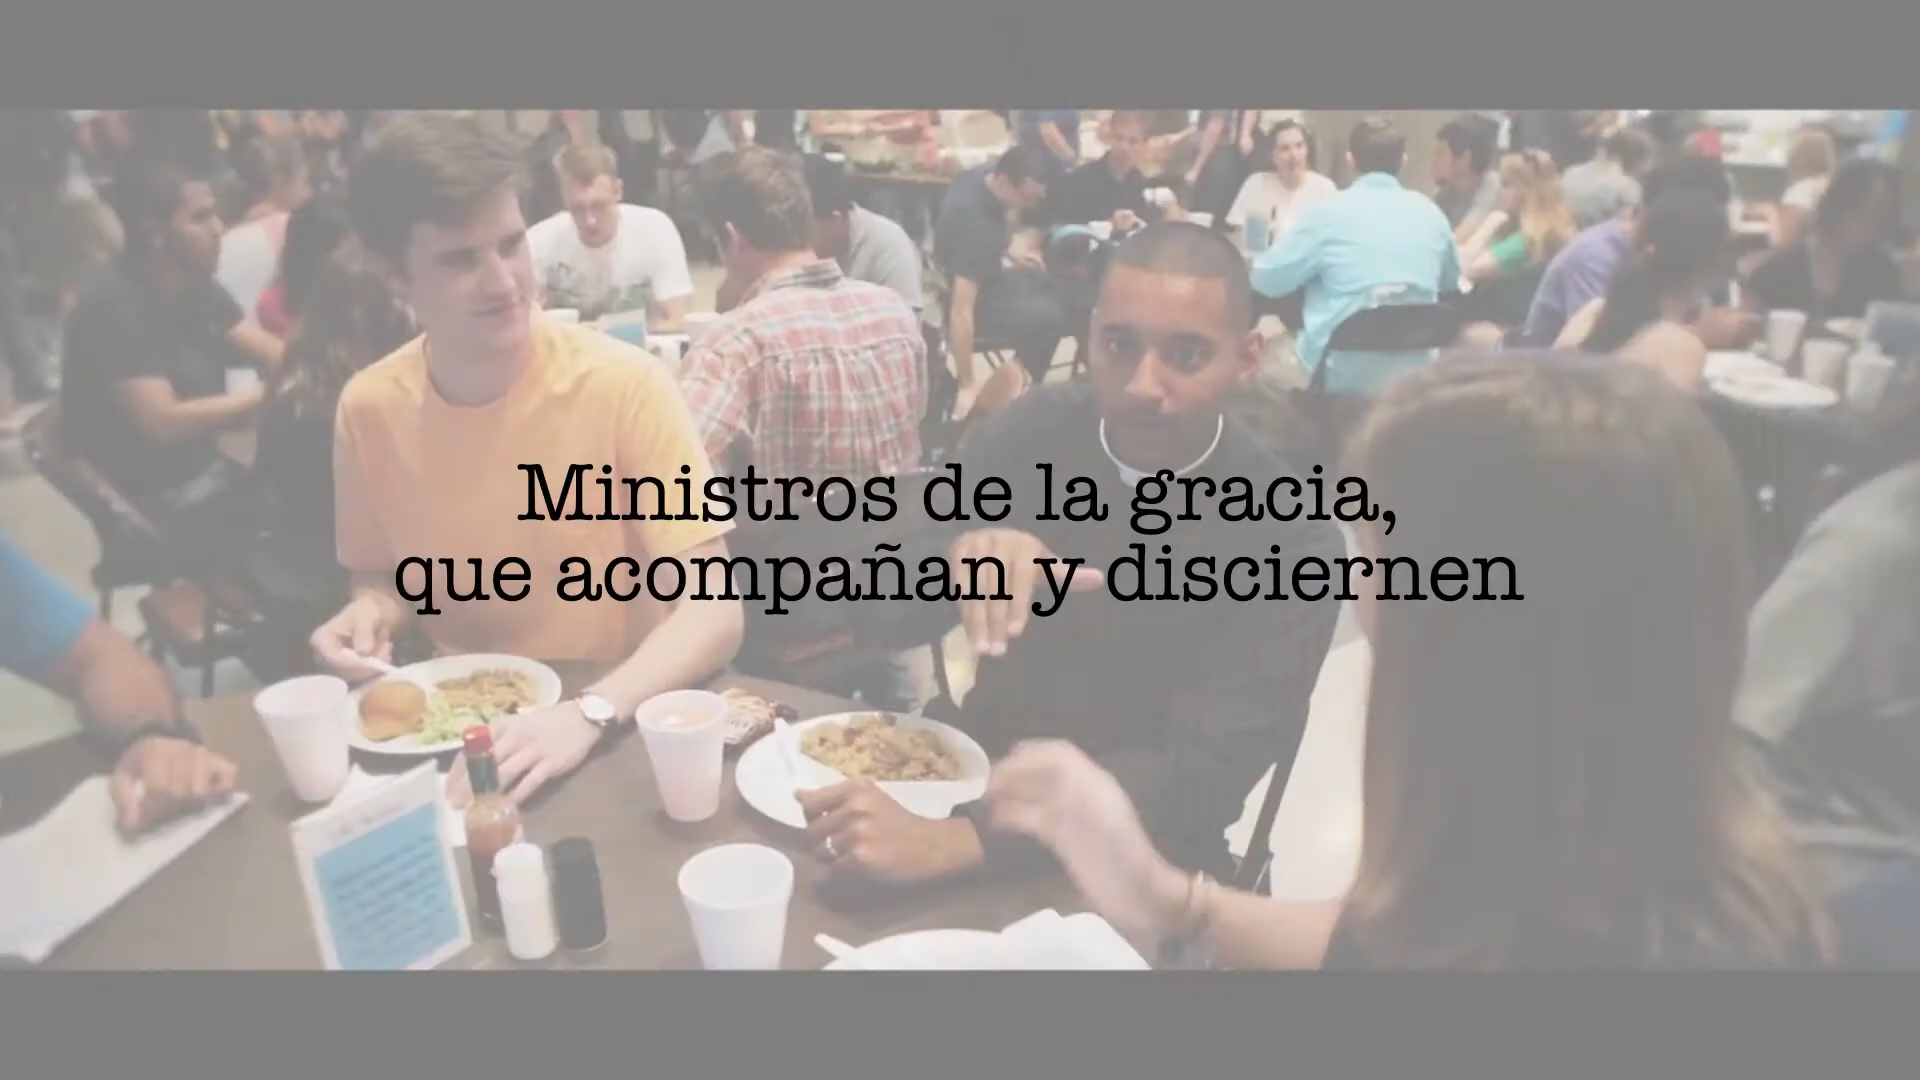 Ministros de la gracia,
que acompañan y disciernen